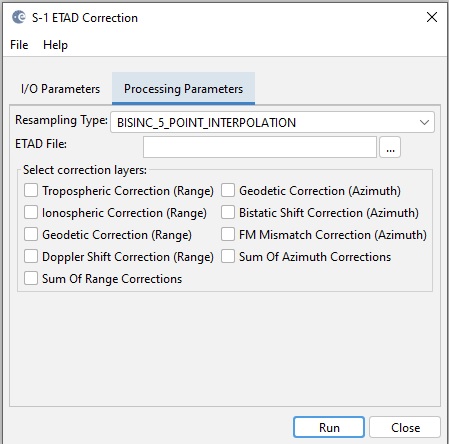 S-1 ETAD Correction
File Help
I/O Parameters Processing Parameters
Resampling Type: BISINC_5_POINT_INTERPOLATION
ETAD File: ...
Select correction layers:
Tropospheric Correction (Range) Geodetic Correction (Azimuth)
Ionospheric Correction (Range) Bistatic Shift Correction (Azimuth)
Geodetic Correction (Range) FM Mismatch Correction (Azimuth)
Doppler Shift Correction (Range) Sum Of Azimuth Corrections
Sum Of Range Corrections
Run Close